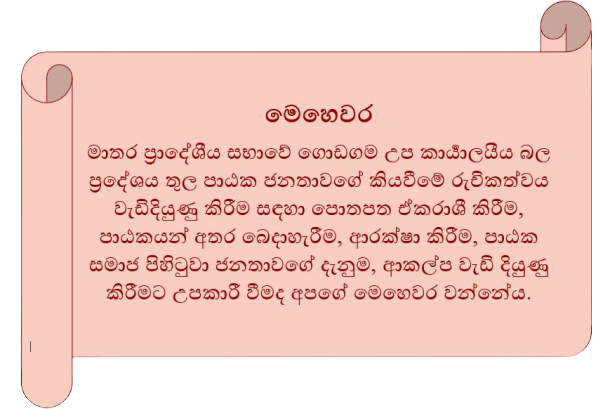 මෙහෙවර
මාතර ප්‍රාදේශීය සභාවේ ගොඩගම උප කාර්‍යාලයීය බල
ප්‍රදේශය තුල පාඨක ජනතාවගේ කියවීමේ රුචිකත්වය
වැඩිදියුණු කිරීම සඳහා පොතපත ඒකරාශී කිරීම,
පාඨකයන් අතර බෙදාහැරීම, ආරක්ෂා කිරීම, පාඨක
සමාජ පිහිටුවා ජනතාවගේ දැනුම, ආකල්ප වැඩි දියුණු
කිරීමට උපකාරී වීමද අපගේ මෙහෙවර වන්නේය.